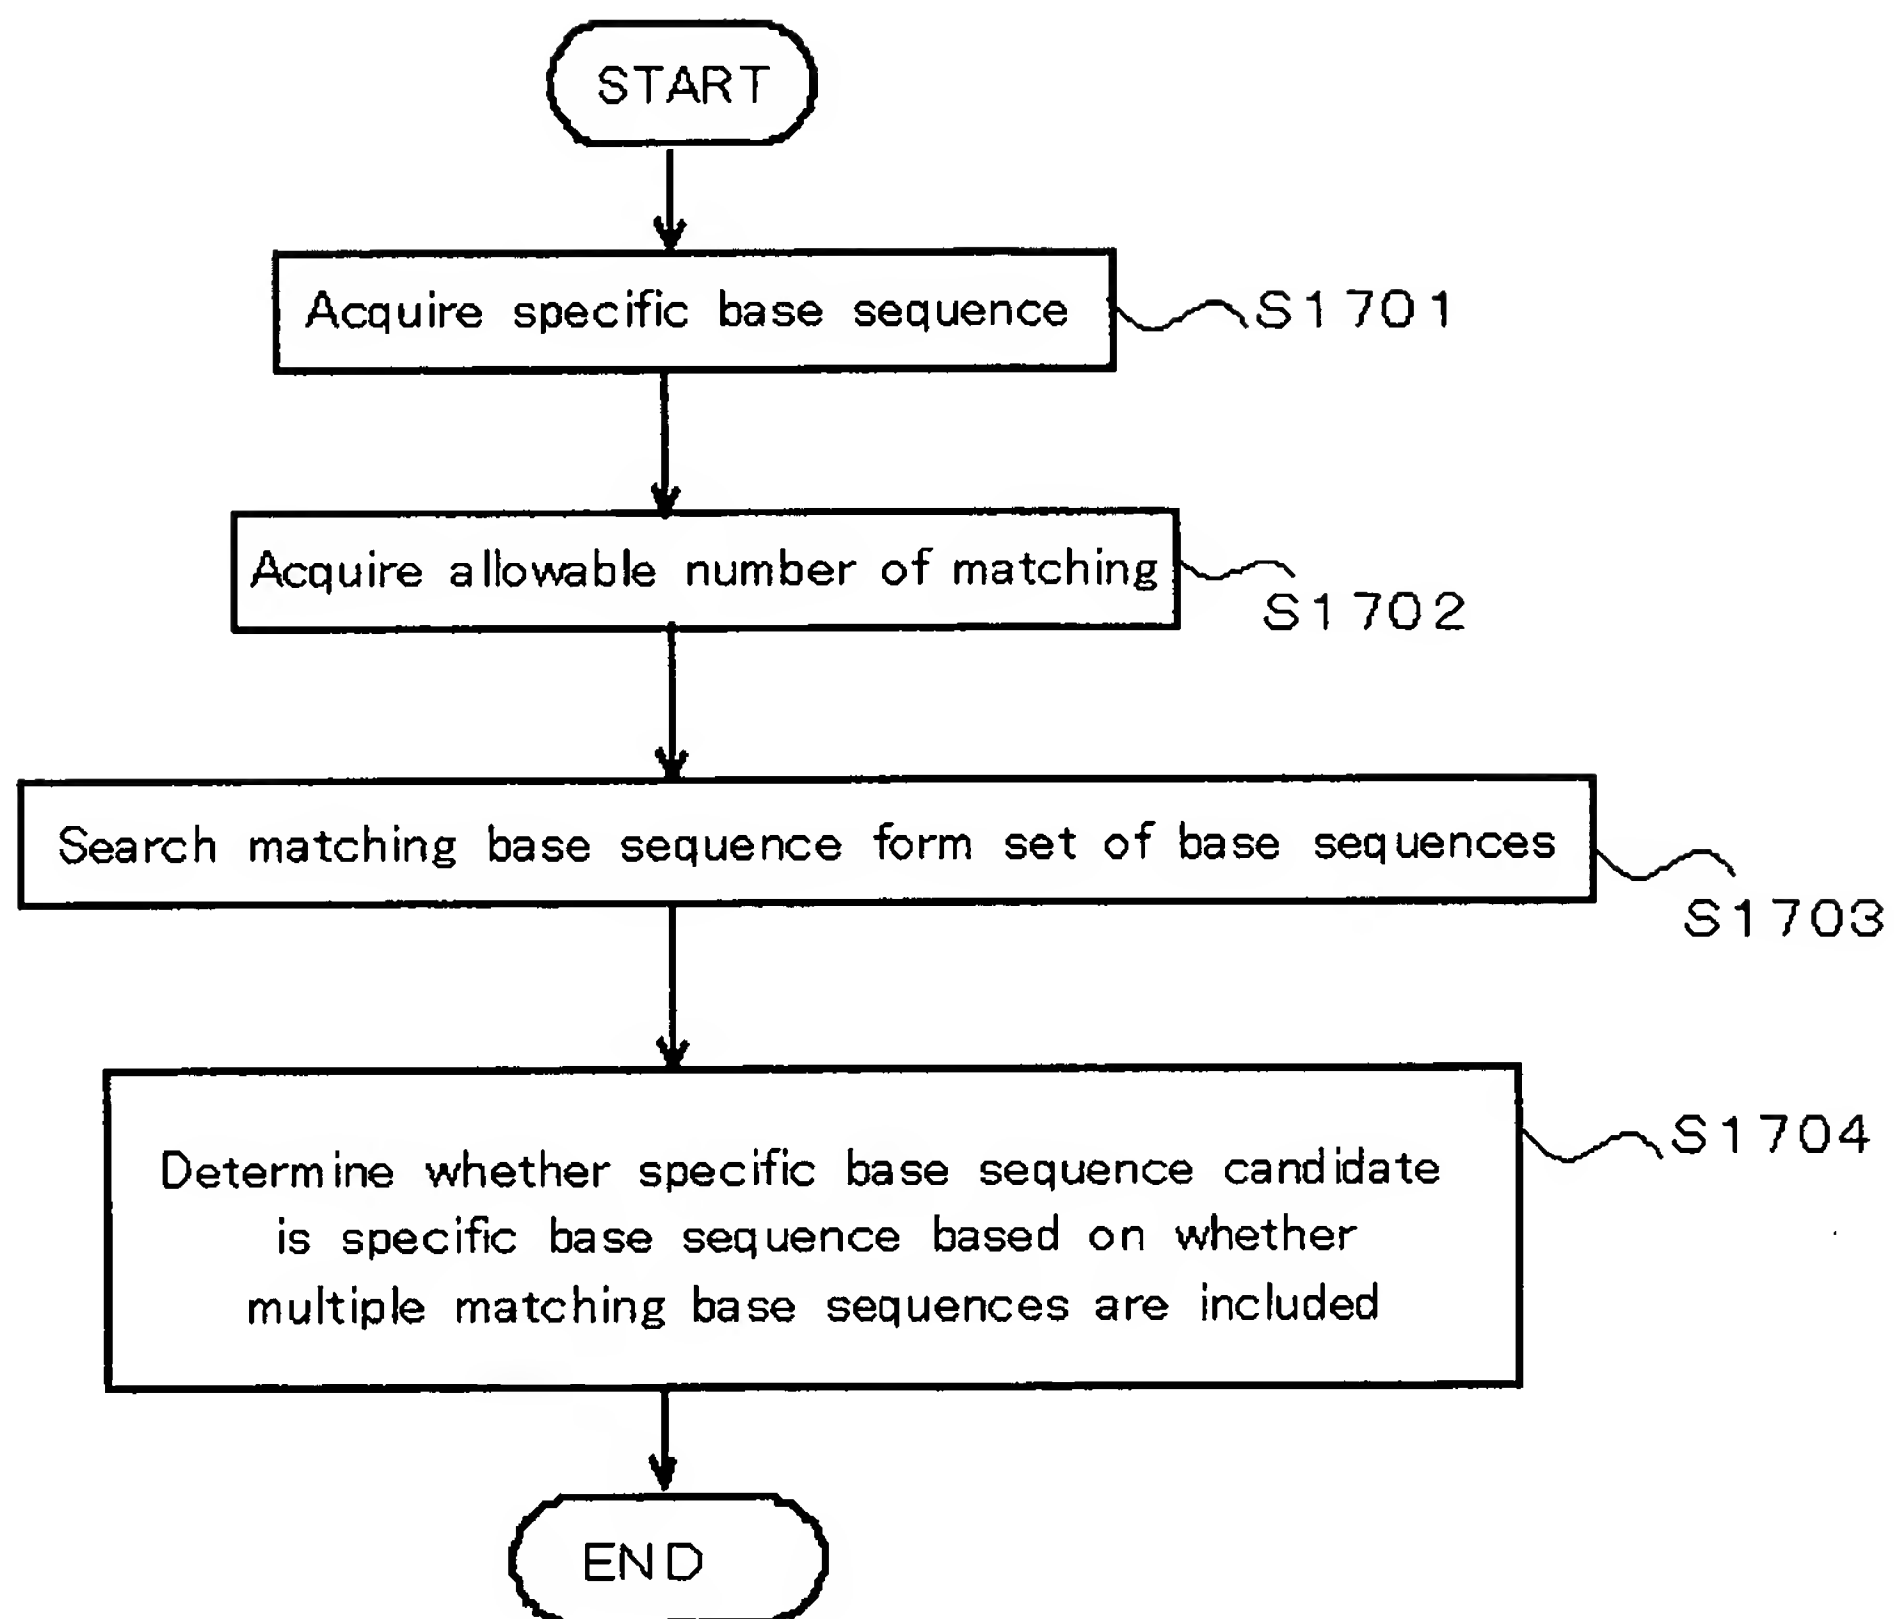 START
Acquire specific base sequence
S1701
Acquire allowable number of matching
S1702
Search matching base sequence form set of base sequences
S1703
Determine whether specific base sequence candidate
is specific base sequence based on whether
multiple matching base sequences are included
S1704
END